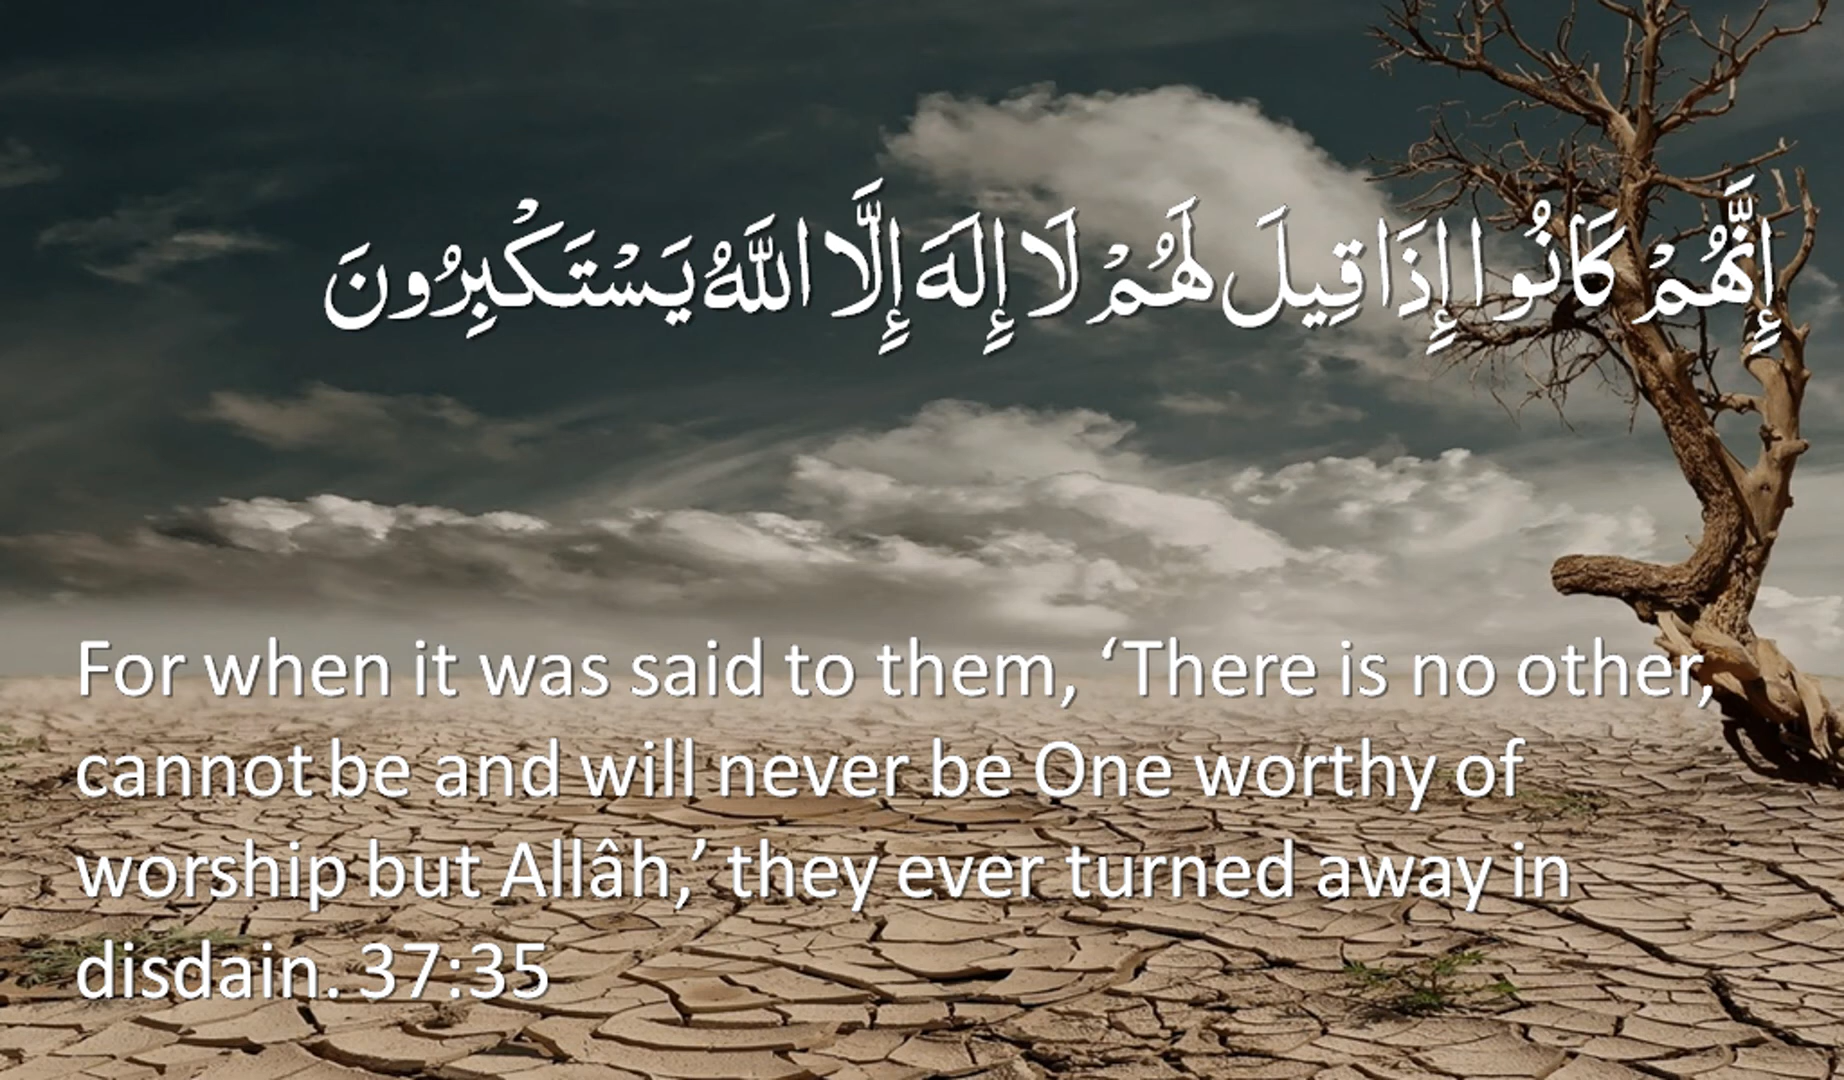 إِنَّهُمْ كَانُوا إِذَا قِيلَ لَهُمْ لَا إِلَهَ إِلَّا اللَّهُ يَسْتَكْبِرُونَ
For when it was said to them, ‘There is no other,
cannot be and will never be One worthy of
worship but Allâh,’ they ever turned away in
disdain. 37:35